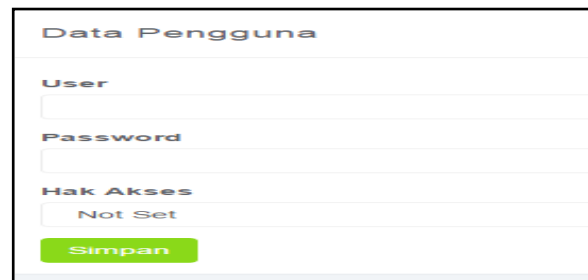 Data Pengguna
User
Password
Hak Akses
Not Set
Simpan